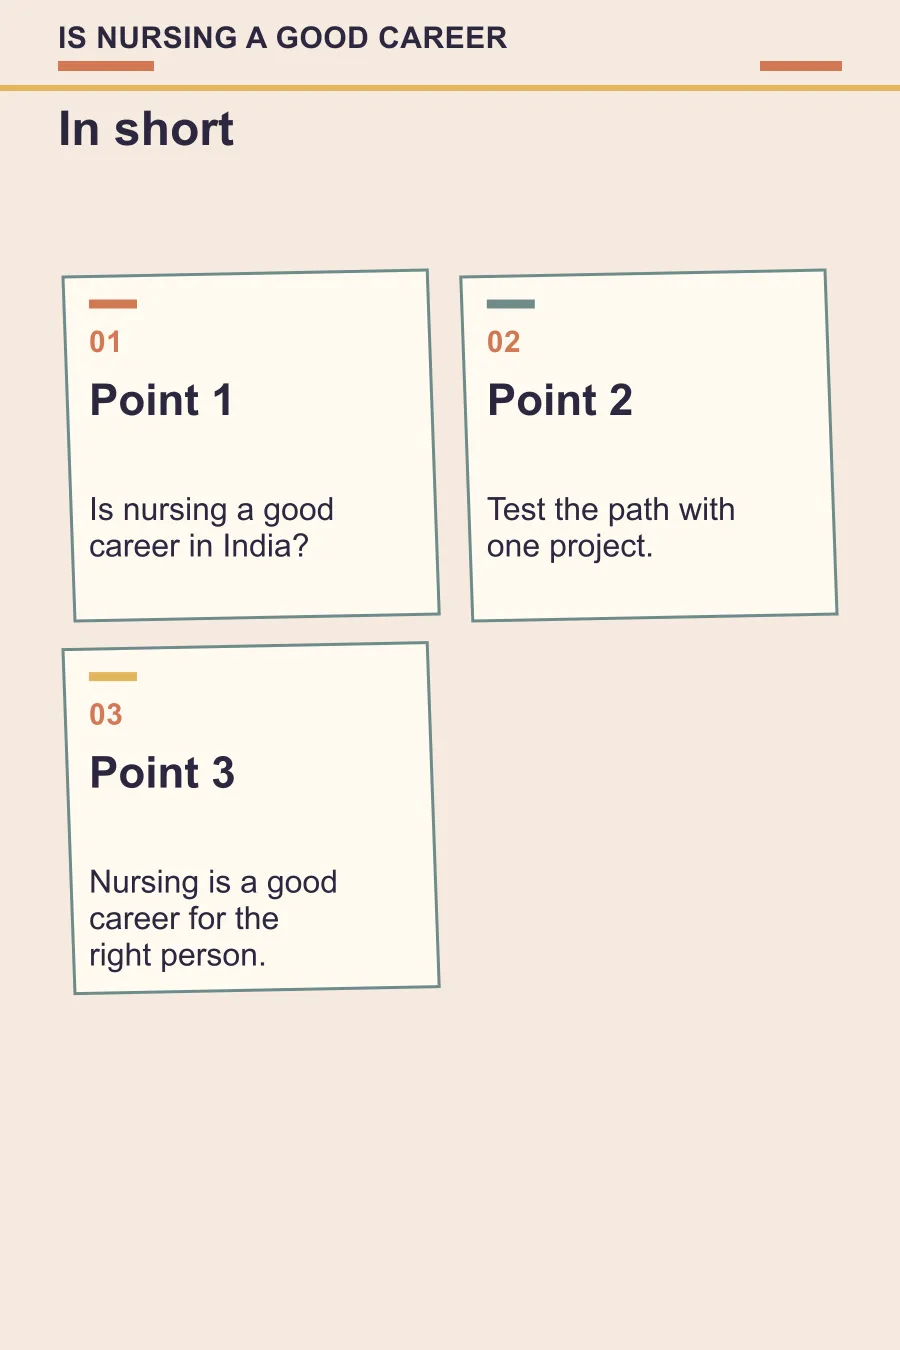 IS NURSING A GOOD CAREER
In short
01
Point 1
Is nursing a good
career in India?
02
Point 2
Test the path with
one project.
03
Point 3
Nursing is a good
career for the
right person.